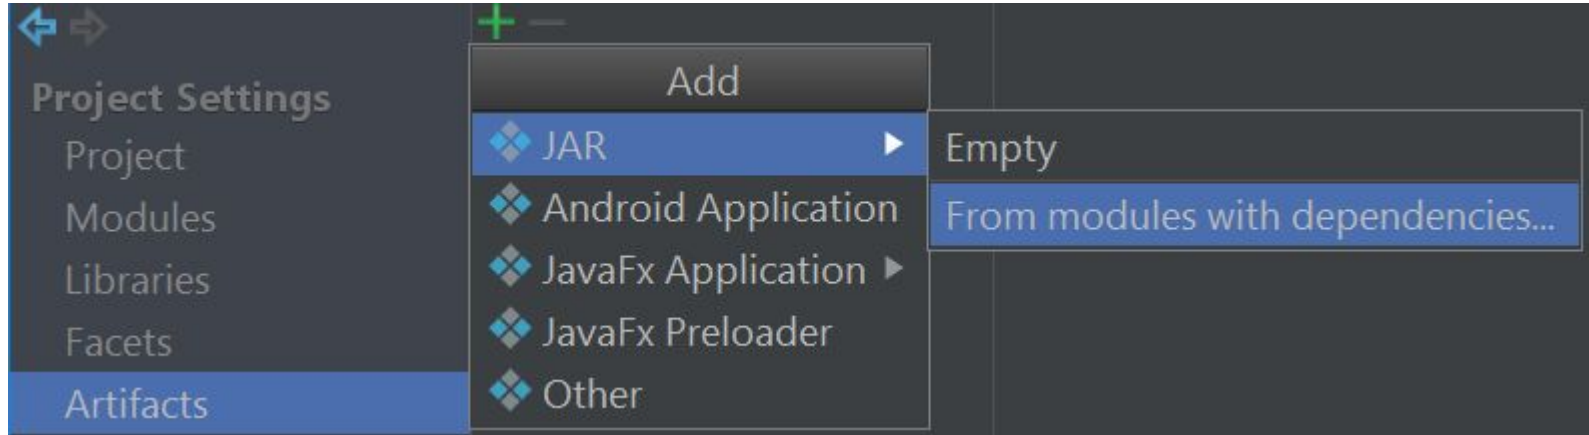 Project Settings
Project
Modules
Libraries
Facets
Artifacts
Add
JAR
Android Application
JavaFx Application
JavaFx Preloader
Other
Empty
From modules with dependencies...